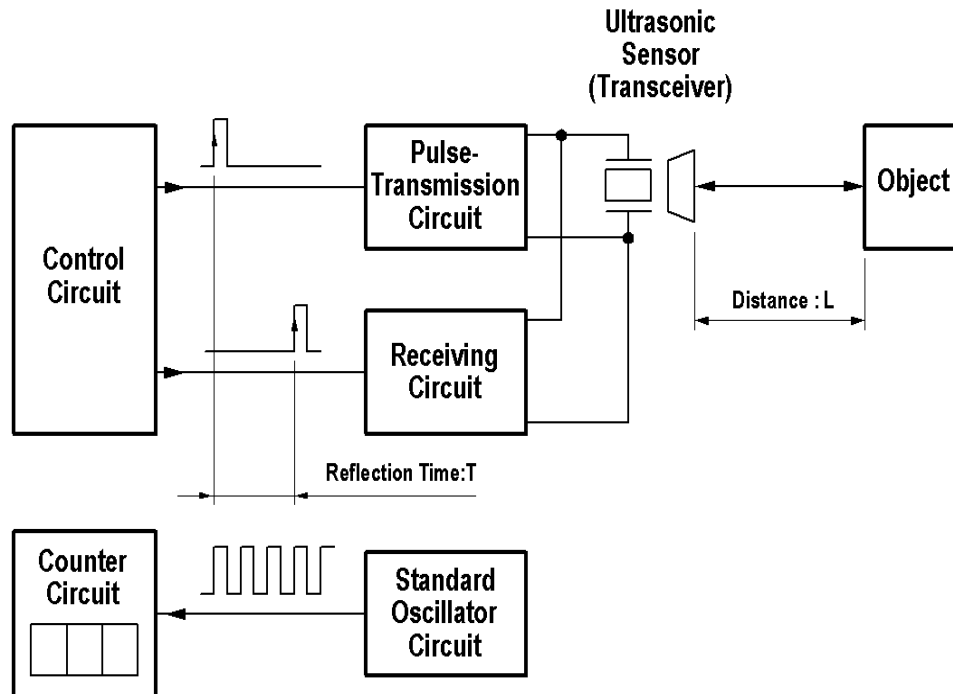 Ultrasonic
Sensor
(Transceiver)
Control
Circuit
Pulse-
Transmission
Circuit
Object
Distance : L
Receiving
Circuit
Reflection Time:T
Counter
Circuit
Standard
Oscillator
Circuit